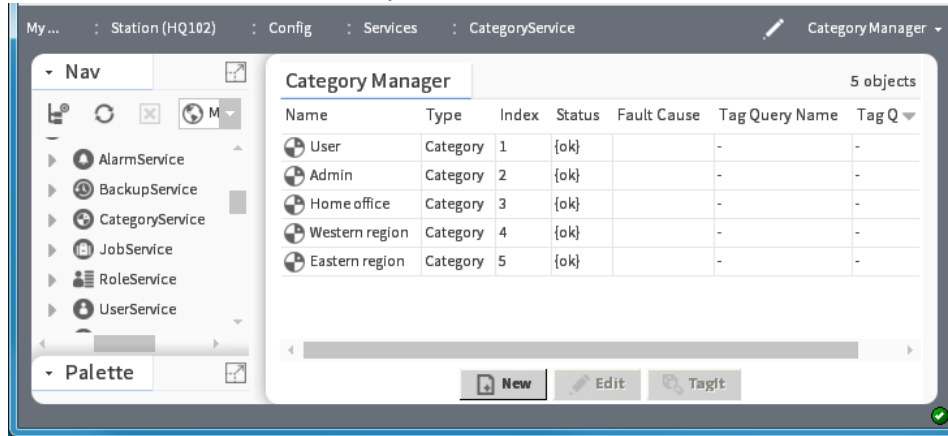 My... : Station (HQ102) : Config : Services : CategoryService Category Manager
Nav
M
AlarmService
BackupService
CategoryService
JobService
RoleService
UserService
Palette
Category Manager 5 objects
Name Type Index Status Fault Cause Tag Query Name Tag Q
User Category 1 {ok} - -
Admin Category 2 {ok} - -
Home office Category 3 {ok} - -
Western region Category 4 {ok} - -
Eastern region Category 5 {ok} - -
New Edit TagIt